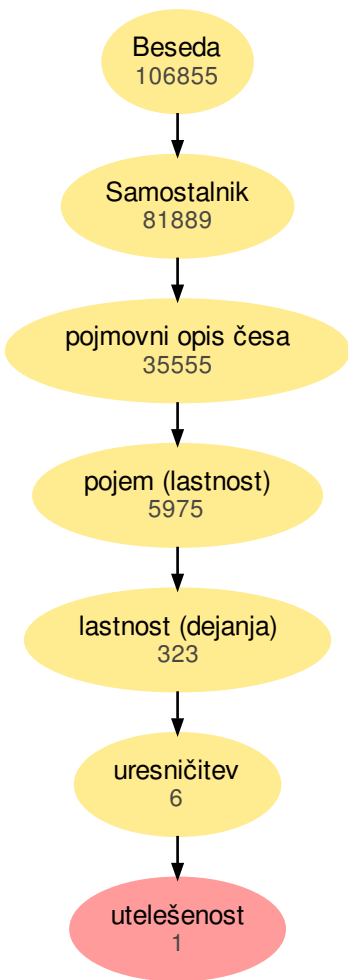 Beseda
106855
Samostalnik
81889
pojmovni opis česa
35555
pojem (lastnost)
5975
lastnost (dejanja)
323
uresničitev
6
utelešenost
1